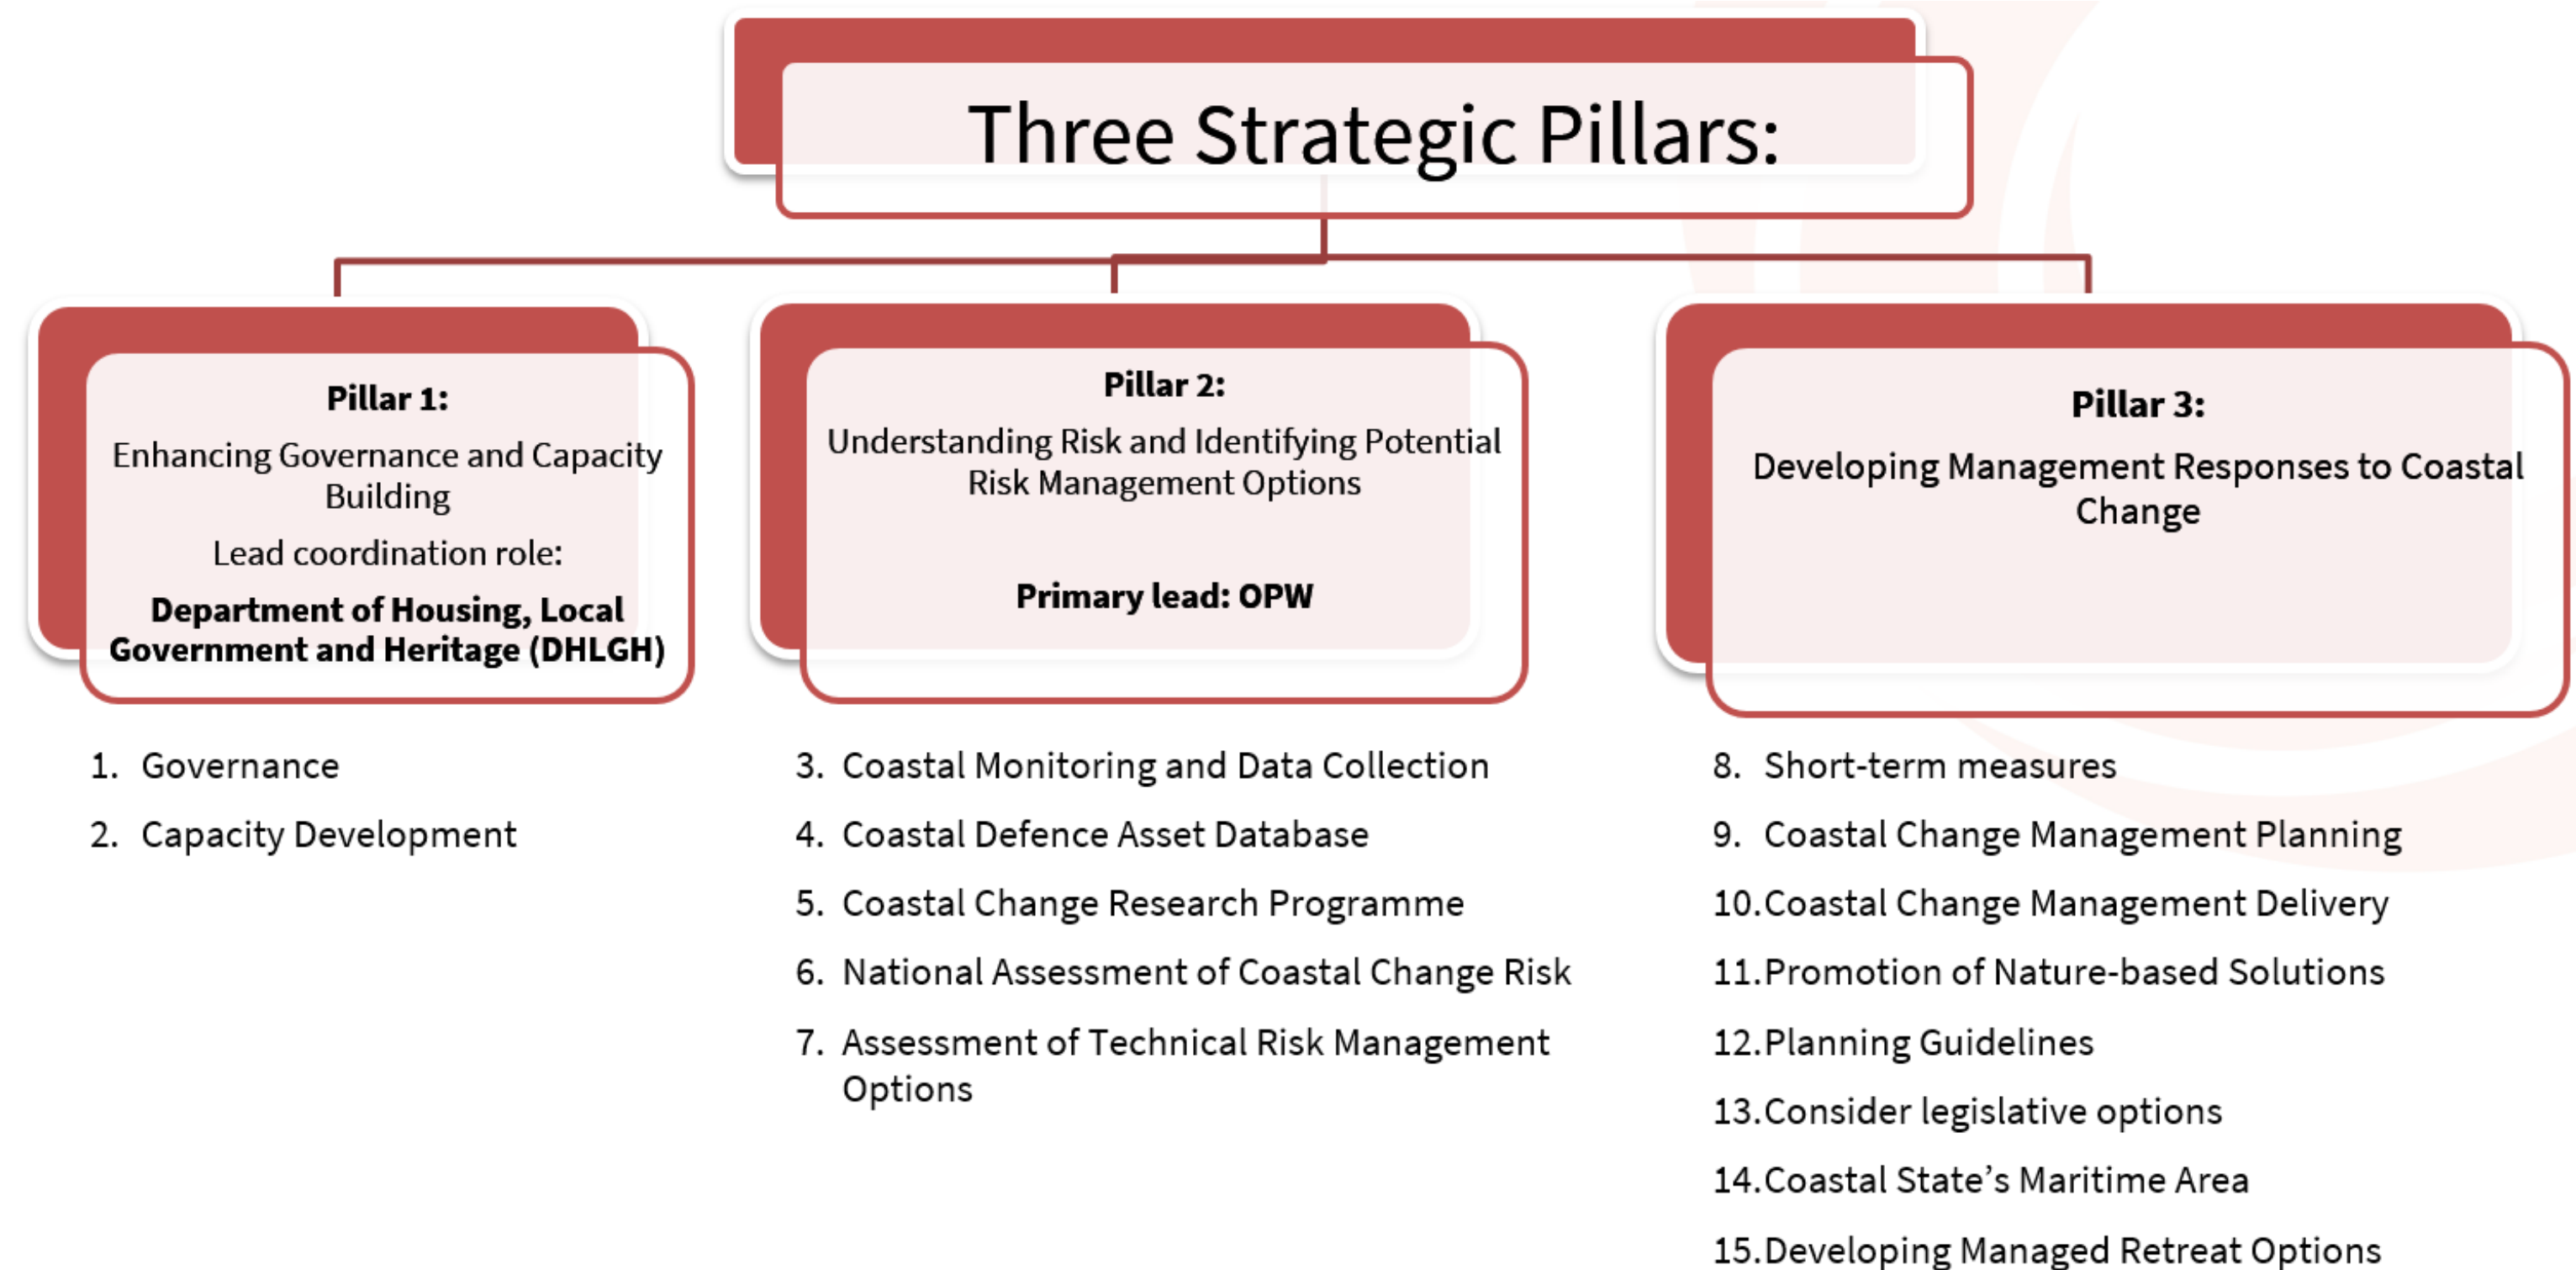 Three Strategic Pillars:
Pillar 1:
Enhancing Governance and Capacity
Building
Lead coordination role:
Department of Housing, Local
Government and Heritage (DHLGH)
1. Governance
2. Capacity Development
Pillar 2:
Understanding Risk and Identifying Potential
Risk Management Options
Primary lead: OPW
3. Coastal Monitoring and Data Collection
4. Coastal Defence Asset Database
5. Coastal Change Research Programme
6. National Assessment of Coastal Change Risk
7. Assessment of Technical Risk Management
Options
Pillar 3:
Developing Management Responses to Coastal
Change
8. Short-term measures
9. Coastal Change Management Planning
10.Coastal Change Management Delivery
11.Promotion of Nature-based Solutions
12.Planning Guidelines
13.Consider legislative options
14.Coastal State’s Maritime Area
15.Developing Managed Retreat Options